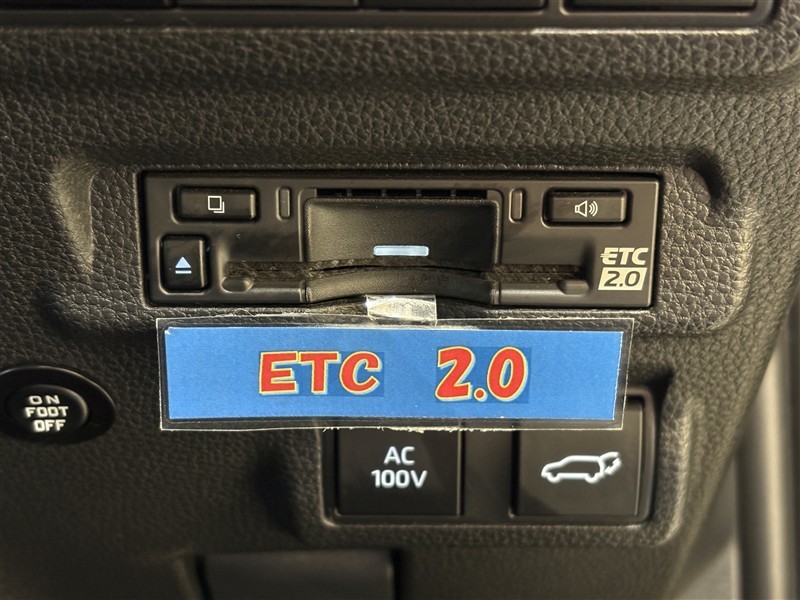 ETC
2.0
ETC 2.0
ON
FOOT
OFF
AC
100V